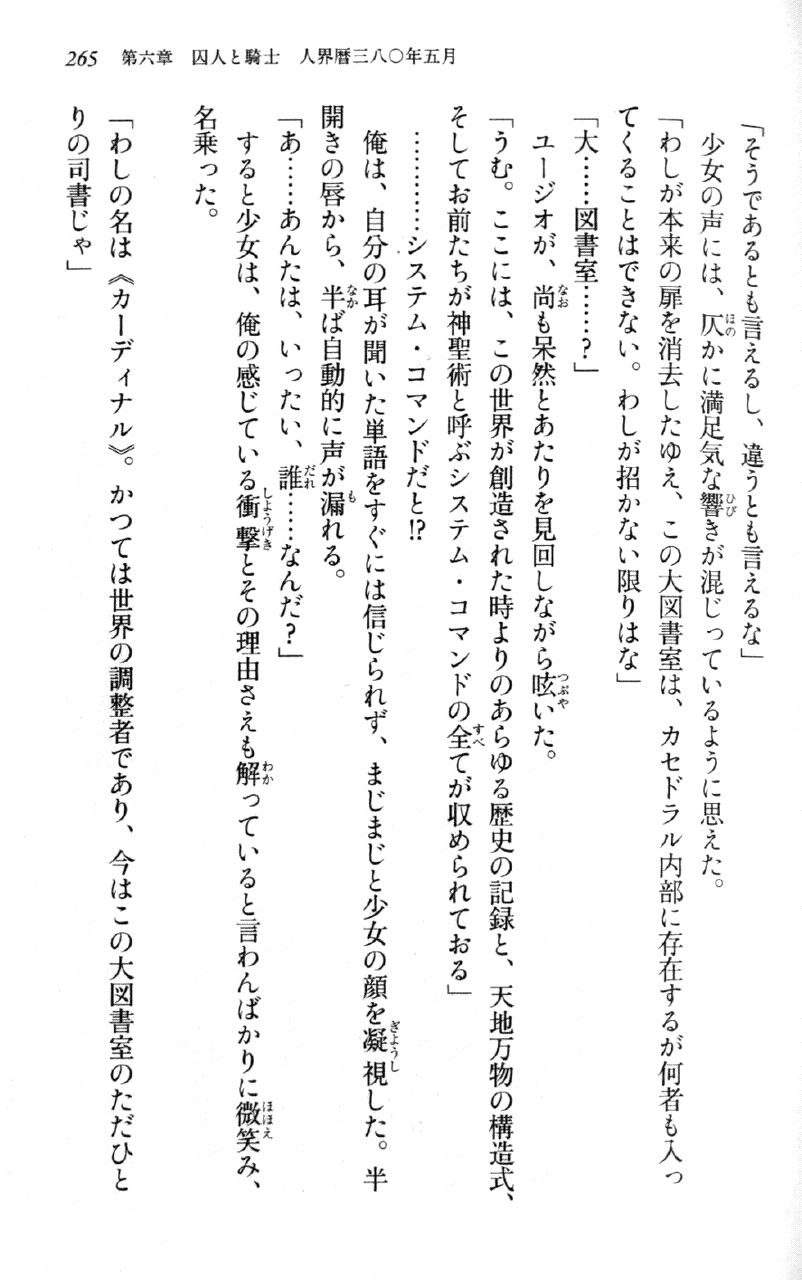 265　第六章　囚人と騎士　人界暦三八〇年五月
「そうであるとも言えるし、違うとも言えるな」
　少女の声には、仄かに満足気な響きが混じっているように思えた。
「わしが本来の扉を消去したゆえ、この大図書室は、カセドラル内部に存在するが何者も入っ
てくることはできない。わしが招かない限りはな」
「大……図書室……？」
　ユージオが、尚も呆然とあたりを見回しながら呟いた。
「うむ。ここには、この世界が創造された時よりのあらゆる歴史の記録と、天地万物の構造式、
そしてお前たちが神聖術と呼ぶシステム・コマンドの全てが収められておる」
　…………システム・コマンドだと!?
　俺は、自分の耳が聞いた単語をすぐには信じられず、まじまじと少女の顔を凝視した。半
開きの唇から、半ば自動的に声が漏れる。
「あ……あんたは、いったい、誰……なんだ？」
　すると少女は、俺の感じている衝撃とその理由さえも解っていると言わんばかりに微笑み、
名乗った。
「わしの名は《カーディナル》。かつては世界の調整者であり、今はこの大図書室のただひと
りの司書じゃ」